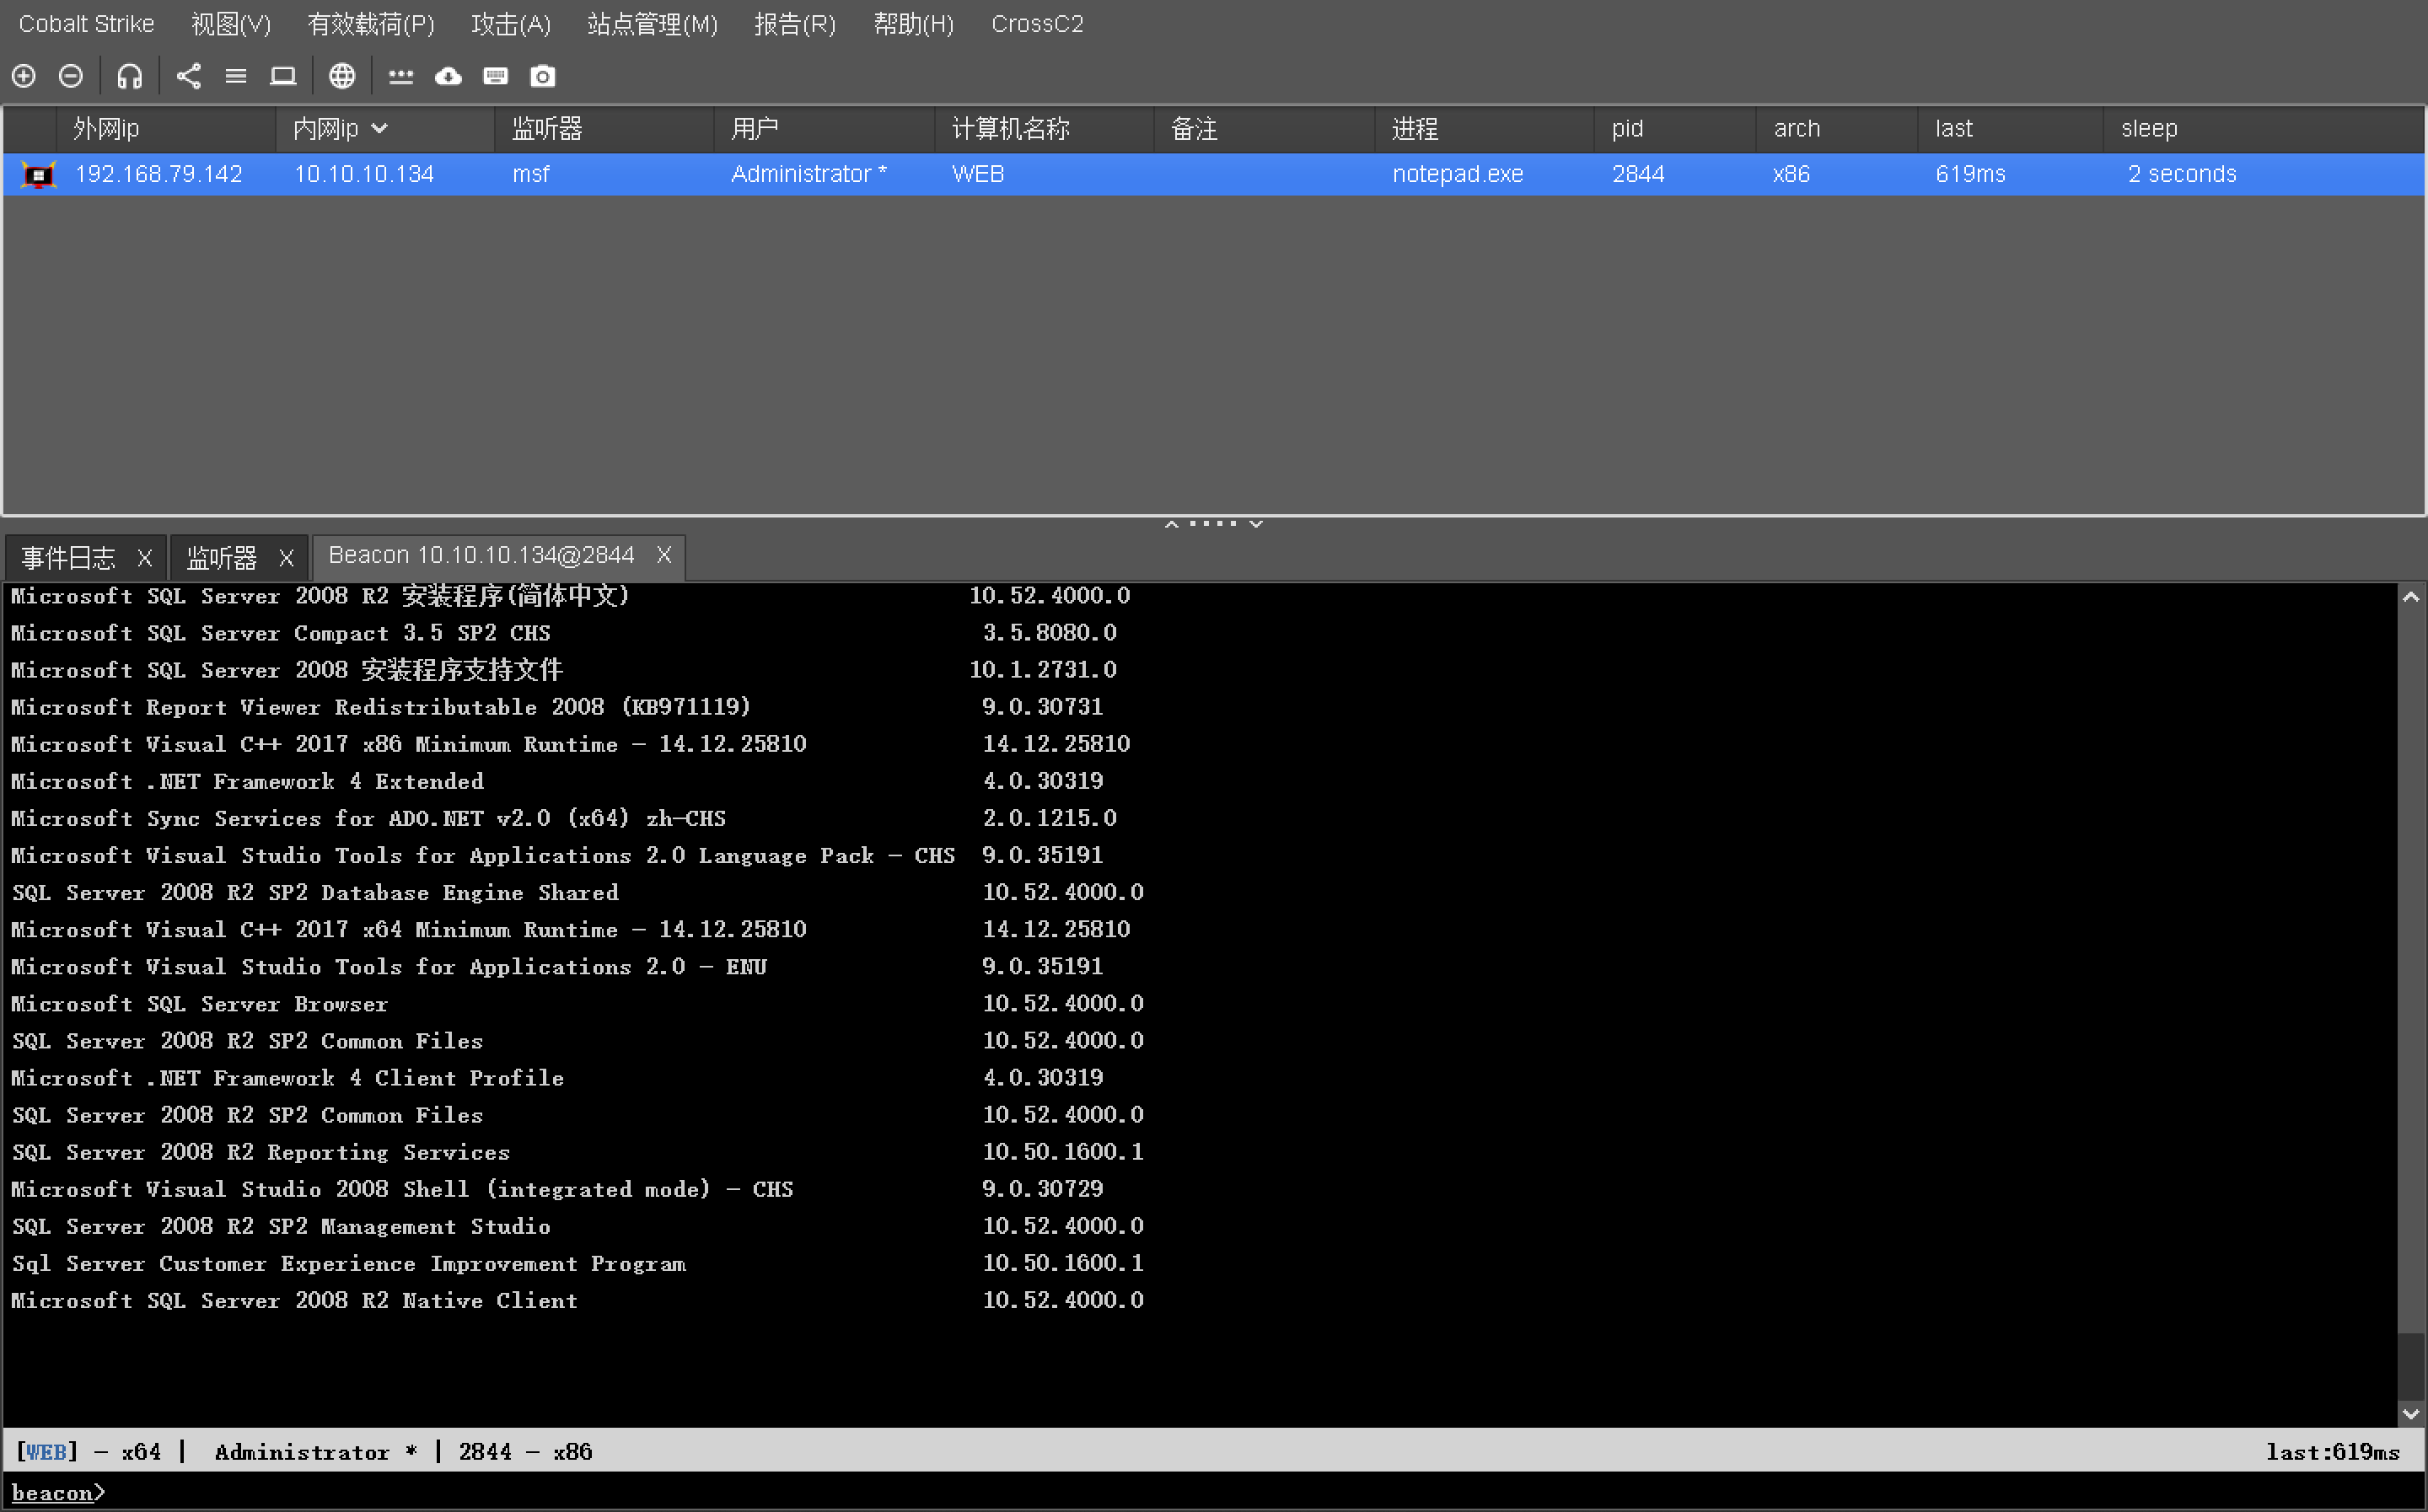 Cobalt Strike 视图(V) 有效载荷(P) 攻击(A) 站点管理(M) 报告(R) 帮助(H) CrossC2
外网ip 内网ip 监听器 用户 计算机名称 备注 进程 pid arch last sleep
192.168.79.142 10.10.10.134 msf Administrator * WEB notepad.exe 2844 x86 619ms 2 seconds
事件日志 X 监听器 X Beacon 10.10.10.134@2844 X
Microsoft SQL Server 2008 R2 安装程序(简体中文) 10.52.4000.0
Microsoft SQL Server Compact 3.5 SP2 CHS 3.5.8080.0
Microsoft SQL Server 2008 安装程序支持文件 10.1.2731.0
Microsoft Report Viewer Redistributable 2008 (KB971119) 9.0.30731
Microsoft Visual C++ 2017 x86 Minimum Runtime - 14.12.25810 14.12.25810
Microsoft .NET Framework 4 Extended 4.0.30319
Microsoft Sync Services for ADO.NET v2.0 (x64) zh-CHS 2.0.1215.0
Microsoft Visual Studio Tools for Applications 2.0 Language Pack - CHS 9.0.35191
SQL Server 2008 R2 SP2 Database Engine Shared 10.52.4000.0
Microsoft Visual C++ 2017 x64 Minimum Runtime - 14.12.25810 14.12.25810
Microsoft Visual Studio Tools for Applications 2.0 - ENU 9.0.35191
Microsoft SQL Server Browser 10.52.4000.0
SQL Server 2008 R2 SP2 Common Files 10.52.4000.0
Microsoft .NET Framework 4 Client Profile 4.0.30319
SQL Server 2008 R2 SP2 Common Files 10.52.4000.0
SQL Server 2008 R2 Reporting Services 10.50.1600.1
Microsoft Visual Studio 2008 Shell (integrated mode) - CHS 9.0.30729
SQL Server 2008 R2 SP2 Management Studio 10.52.4000.0
Sql Server Customer Experience Improvement Program 10.50.1600.1
Microsoft SQL Server 2008 R2 Native Client 10.52.4000.0
[WEB] - x64 | Administrator * | 2844 - x86 last:619ms
beacon>